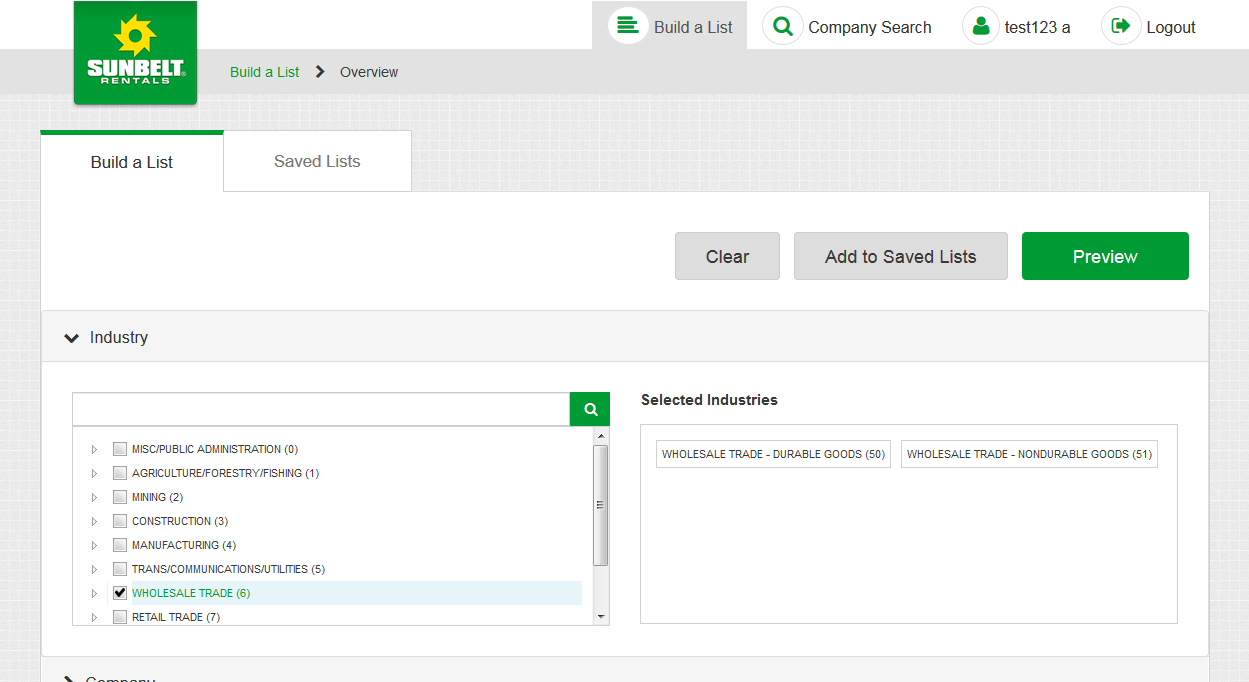 Build a List
Company Search
test123 a
Logout
SUNBELT®
RENTALS
Build a List
Overview
Build a List
Saved Lists
Clear
Add to Saved Lists
Preview
Industry
Selected Industries
MISC/PUBLIC ADMINISTRATION (0)
AGRICULTURE/FORESTRY/FISHING (1)
MINING (2)
CONSTRUCTION (3)
MANUFACTURING (4)
TRANS/COMMUNICATIONS/UTILITIES (5)
WHOLESALE TRADE (6)
RETAIL TRADE (7)
WHOLESALE TRADE - DURABLE GOODS (50)
WHOLESALE TRADE - NONDURABLE GOODS (51)
Company